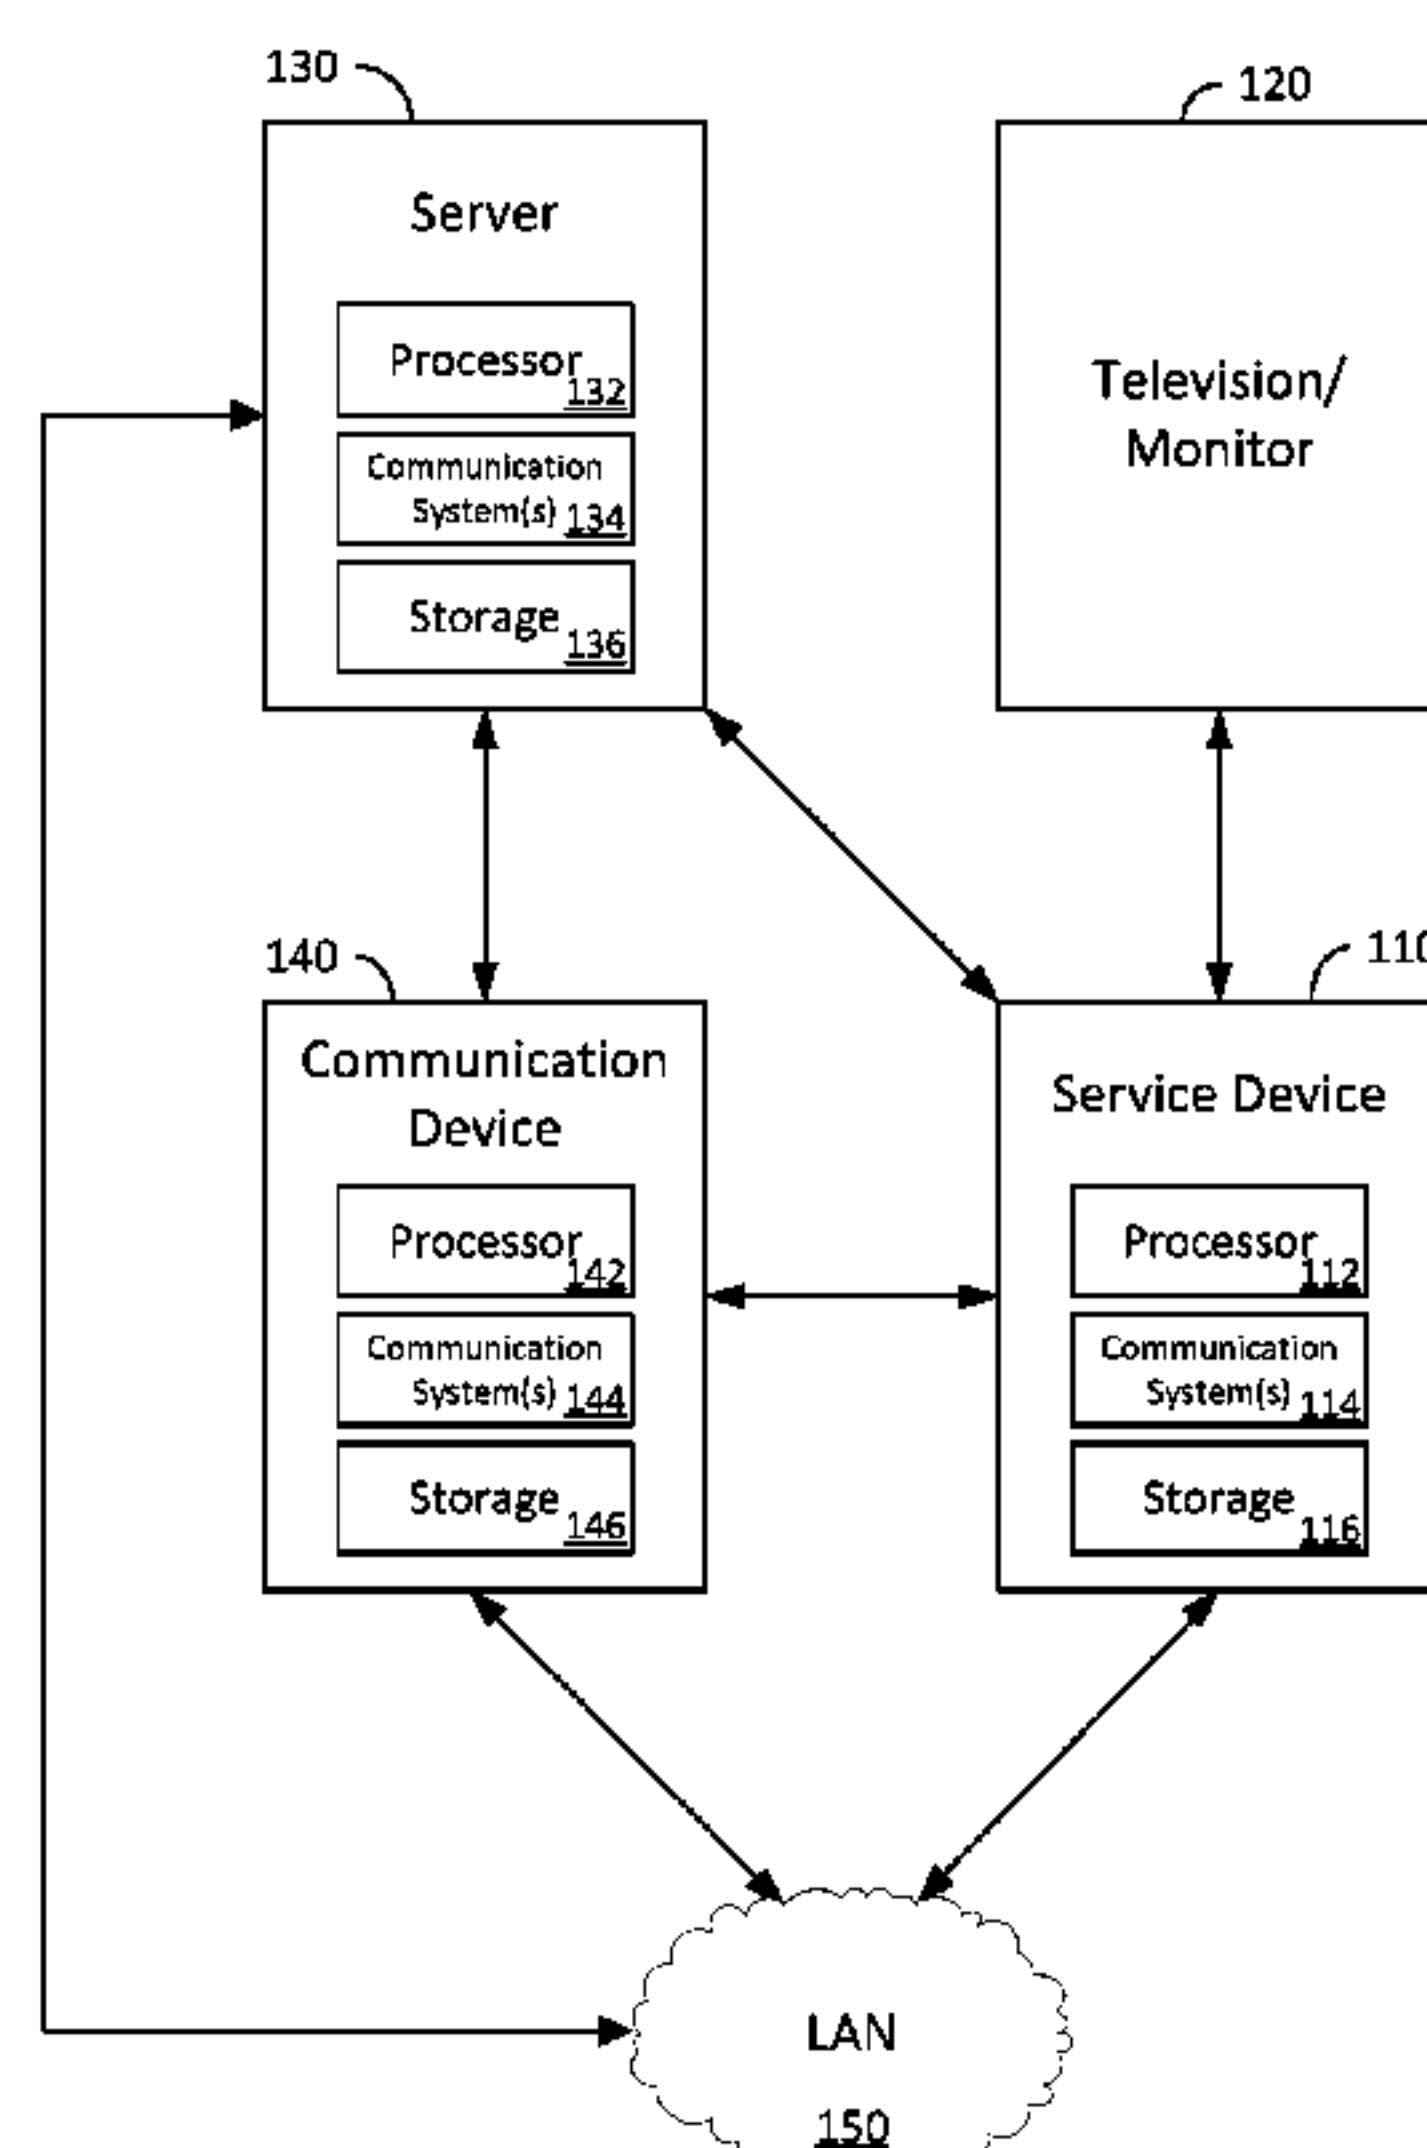 130
Server
Processor
132
Communication
System(s) 134
Storage
136
120
Television/
Monitor
140
Communication
Device
Processor
142
Communication
System(s) 144
Storage
146
110
Service Device
Processor
112
Communication
System(s) 114
Storage
116
LAN
150